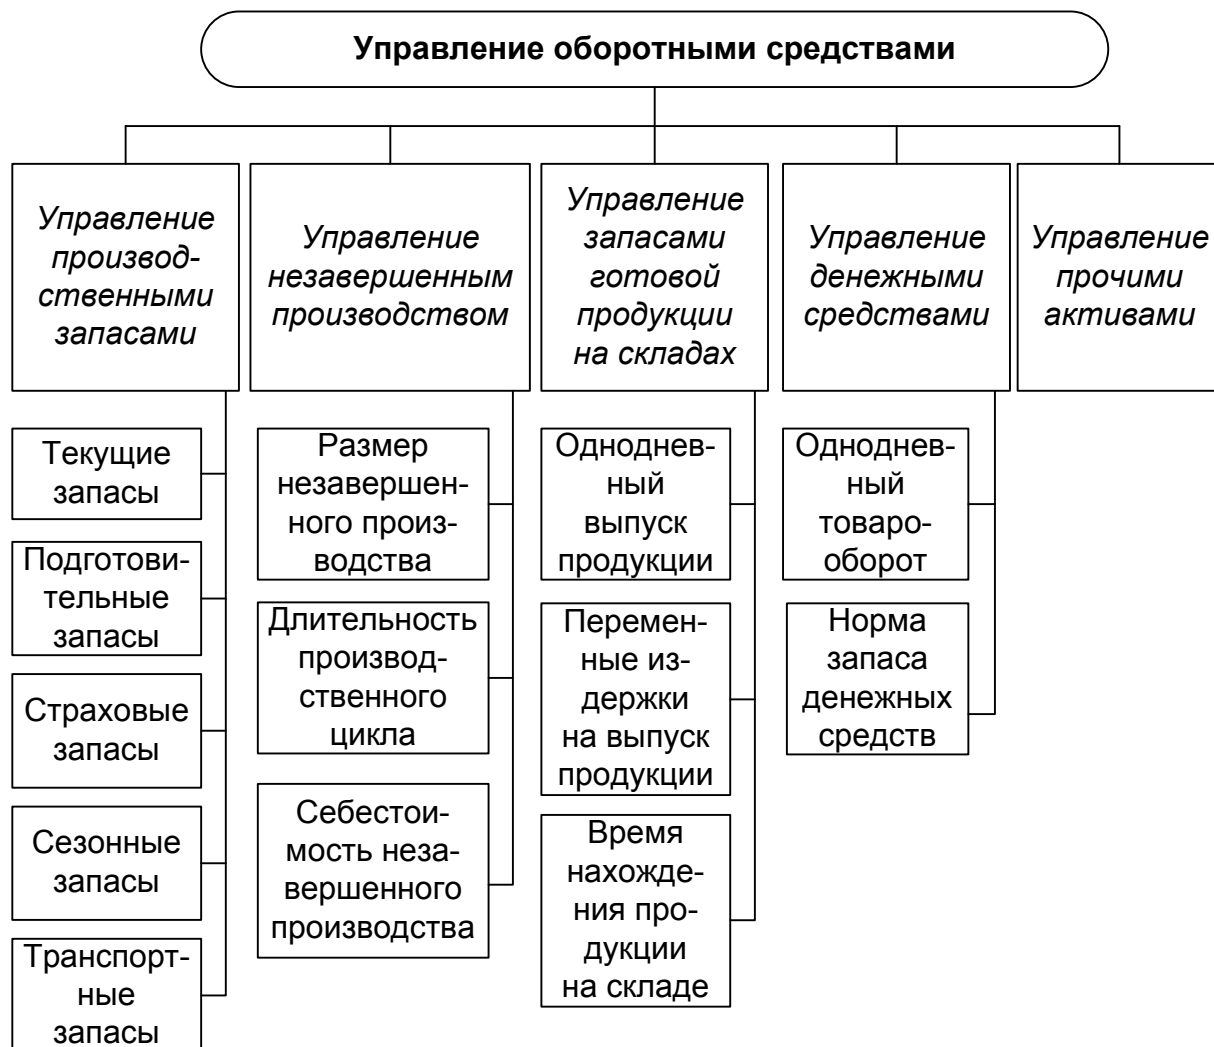 Управление оборотными средствами
Управление
производ-
ственными
запасами
Управление
незавершенным
производством
Управление
запасами
готовой
продукции
на складах
Управление
денежными
средствами
Управление
прочими
активами
Текущие
запасы
Подготови-
тельные
запасы
Страховые
запасы
Сезонные
запасы
Транспорт-
ные
запасы
Размер
незавершен-
ного произ-
водства
Длительность
производ-
ственного
цикла
Себестои-
мость неза-
вершенного
производства
Одноднев-
ный
выпуск
продукции
Перемен-
ные из-
держки
на выпуск
продукции
Время
нахожде-
ния про-
дукции
на складе
Одноднев-
ный
товаро-
оборот
Норма
запаса
денежных
средств